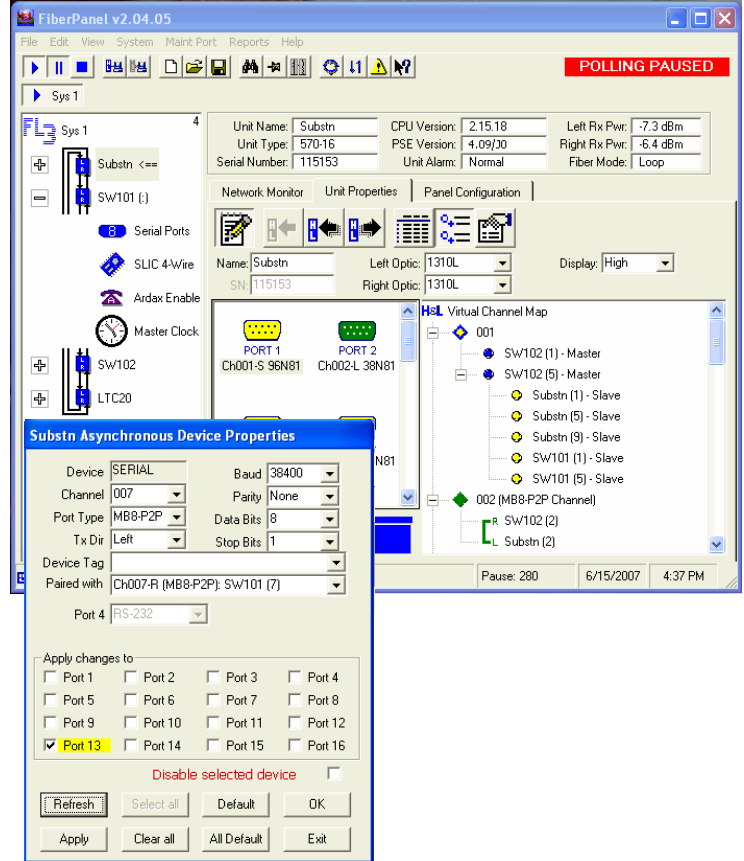 FiberPanel v2.04.05
File Edit View System Maint Port Reports Help
POLLING PAUSED
Sys 1
FL3 Sys 1 4
Substn <==
SW101 (:)
8 Serial Ports
SLIC 4-Wire
Ardax Enable
Master Clock
SW102
LTC20
Unit Name: Substn CPU Version: 2.15.18 Left Rx Pwr: -7.3 dBm
Unit Type: 570-16 PSE Version: 4.09/J0 Right Rx Pwr: -6.4 dBm
Serial Number: 115153 Unit Alarm: Normal Fiber Mode: Loop
Network Monitor Unit Properties Panel Configuration
Name: Substn Left Optic: 1310L Display: High
SN: 115153 Right Optic: 1310L
PORT 1 PORT 2
Ch001-S 96N81 Ch002-L 38N81
N81
H&L Virtual Channel Map
001
SW102 (1) - Master
SW102 (5) - Master
Substn (1) - Slave
Substn (5) - Slave
Substn (9) - Slave
SW101 (1) - Slave
SW101 (5) - Slave
002 (MB8-P2P Channel)
R SW102 (2)
L Substn (2)
Pause: 280 6/15/2007 4:37 PM
Substn Asynchronous Device Properties
Device SERIAL Baud 38400
Channel 007 Parity None
Port Type MB8-P2P Data Bits 8
Tx Dir Left Stop Bits 1
Device Tag
Paired with Ch007-R (MB8-P2P): SW101 (7)
Port 4 RS-232
Apply changes to
Port 1 Port 2 Port 3 Port 4
Port 5 Port 6 Port 7 Port 8
Port 9 Port 10 Port 11 Port 12
Port 13 Port 14 Port 15 Port 16
Disable selected device
Refresh Select all Default OK
Apply Clear all All Default Exit